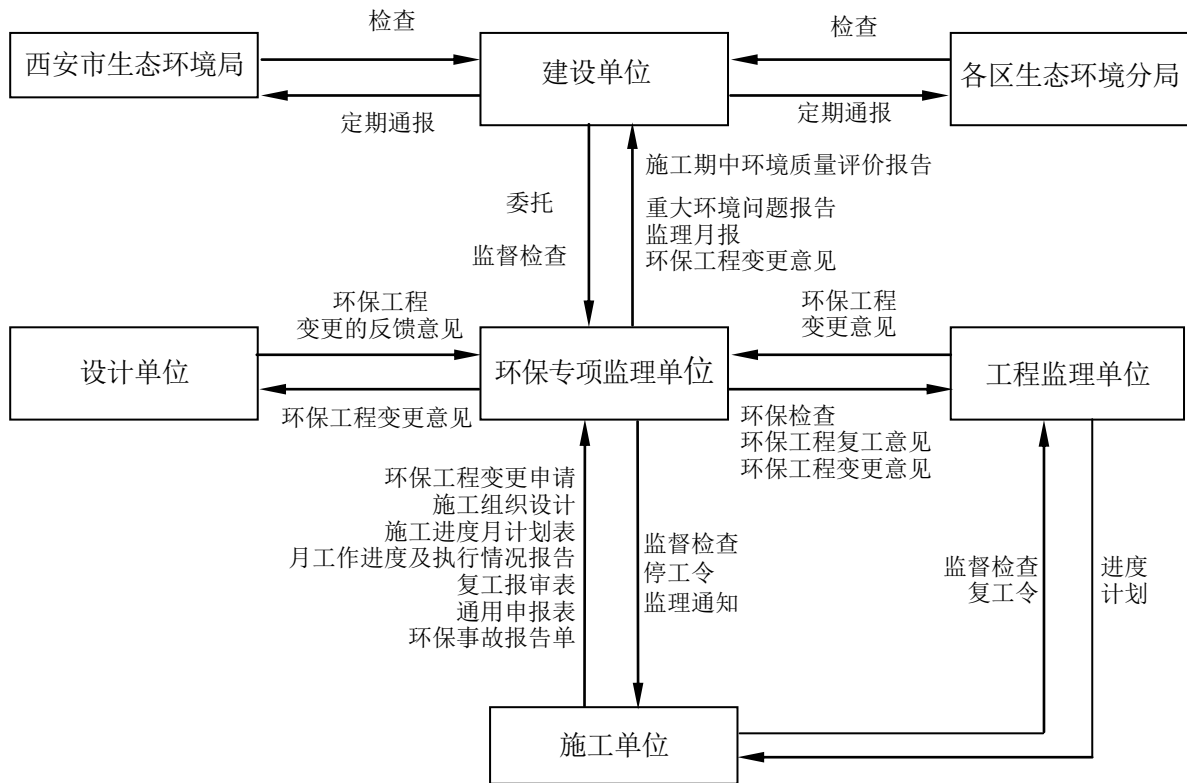 检查
检查
西安市生态环境局
建设单位
各区生态环境分局
定期通报
定期通报
施工期中环境质量评价报告
委托
重大环境问题报告
监理月报
监督检查
环保工程变更意见
环保工程
变更的反馈意见
环保工程
变更意见
设计单位
环保专项监理单位
工程监理单位
环保工程变更意见
环保检查
环保工程复工意见
环保工程变更意见
环保工程变更申请
施工组织设计
施工进度月计划表
月工作进度及执行情况报告
复工报审表
通用申报表
环保事故报告单
监督检查
停工令
监理通知
监督检查
复工令
进度
计划
施工单位